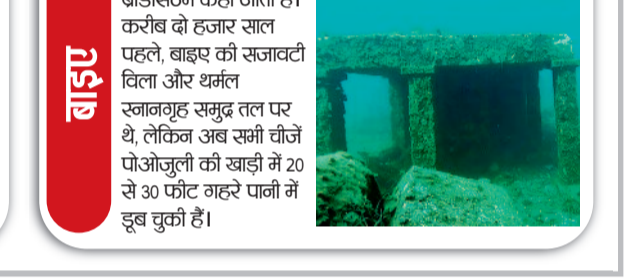 ब्रैडीसिज्म कहा जाता है।
करीब दो हजार साल
पहले, बाइए की सजावटी
विला और थर्मल
स्नानगृह समुद्र तल पर
थे, लेकिन अब सभी चीजें
पोओजुली की खाड़ी में 20
से 30 फीट गहरे पानी में
डूब चुकी हैं।
बाइए